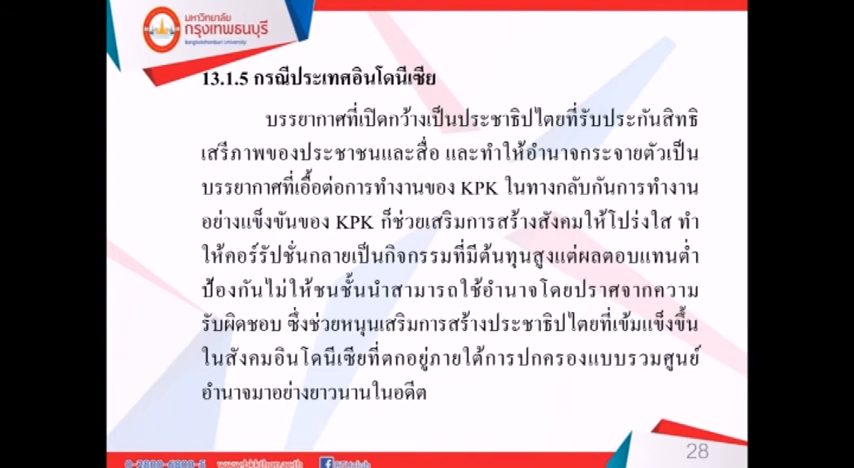 มหาวิทยาลัย
กรุงเทพธนบุรี
Bangkokthonburi University
13.1.5 กรณีประเทศอินโดนีเซีย
บรรยากาศที่เปิดกว้างเป็นประชาธิปไตยที่รับประกันสิทธิ
เสรีภาพของประชาชนและสื่อ และทำให้อำนาจกระจายตัวเป็น
บรรยากาศที่เอื้อต่อการทำงานของ KPK ในทางกลับกันการทำงาน
อย่างแข็งขันของ KPK ก็ช่วยเสริมการสร้างสังคมให้โปร่งใส ทำ
ให้คอร์รัปชั่นกลายเป็นกิจกรรมที่มีต้นทุนสูงแต่ผลตอบแทนต่ำ
ป้องกันไม่ให้ชนชั้นนำสามารถใช้อำนาจโดยปราศจากความ
รับผิดชอบ ซึ่งช่วยหนุนเสริมการสร้างประชาธิปไตยที่เข้มแข็งขึ้น
ในสังคมอินโดนีเซียที่ตกอยู่ภายใต้การปกครองแบบรวมศูนย์
อำนาจมาอย่างยาวนานในอดีต
28